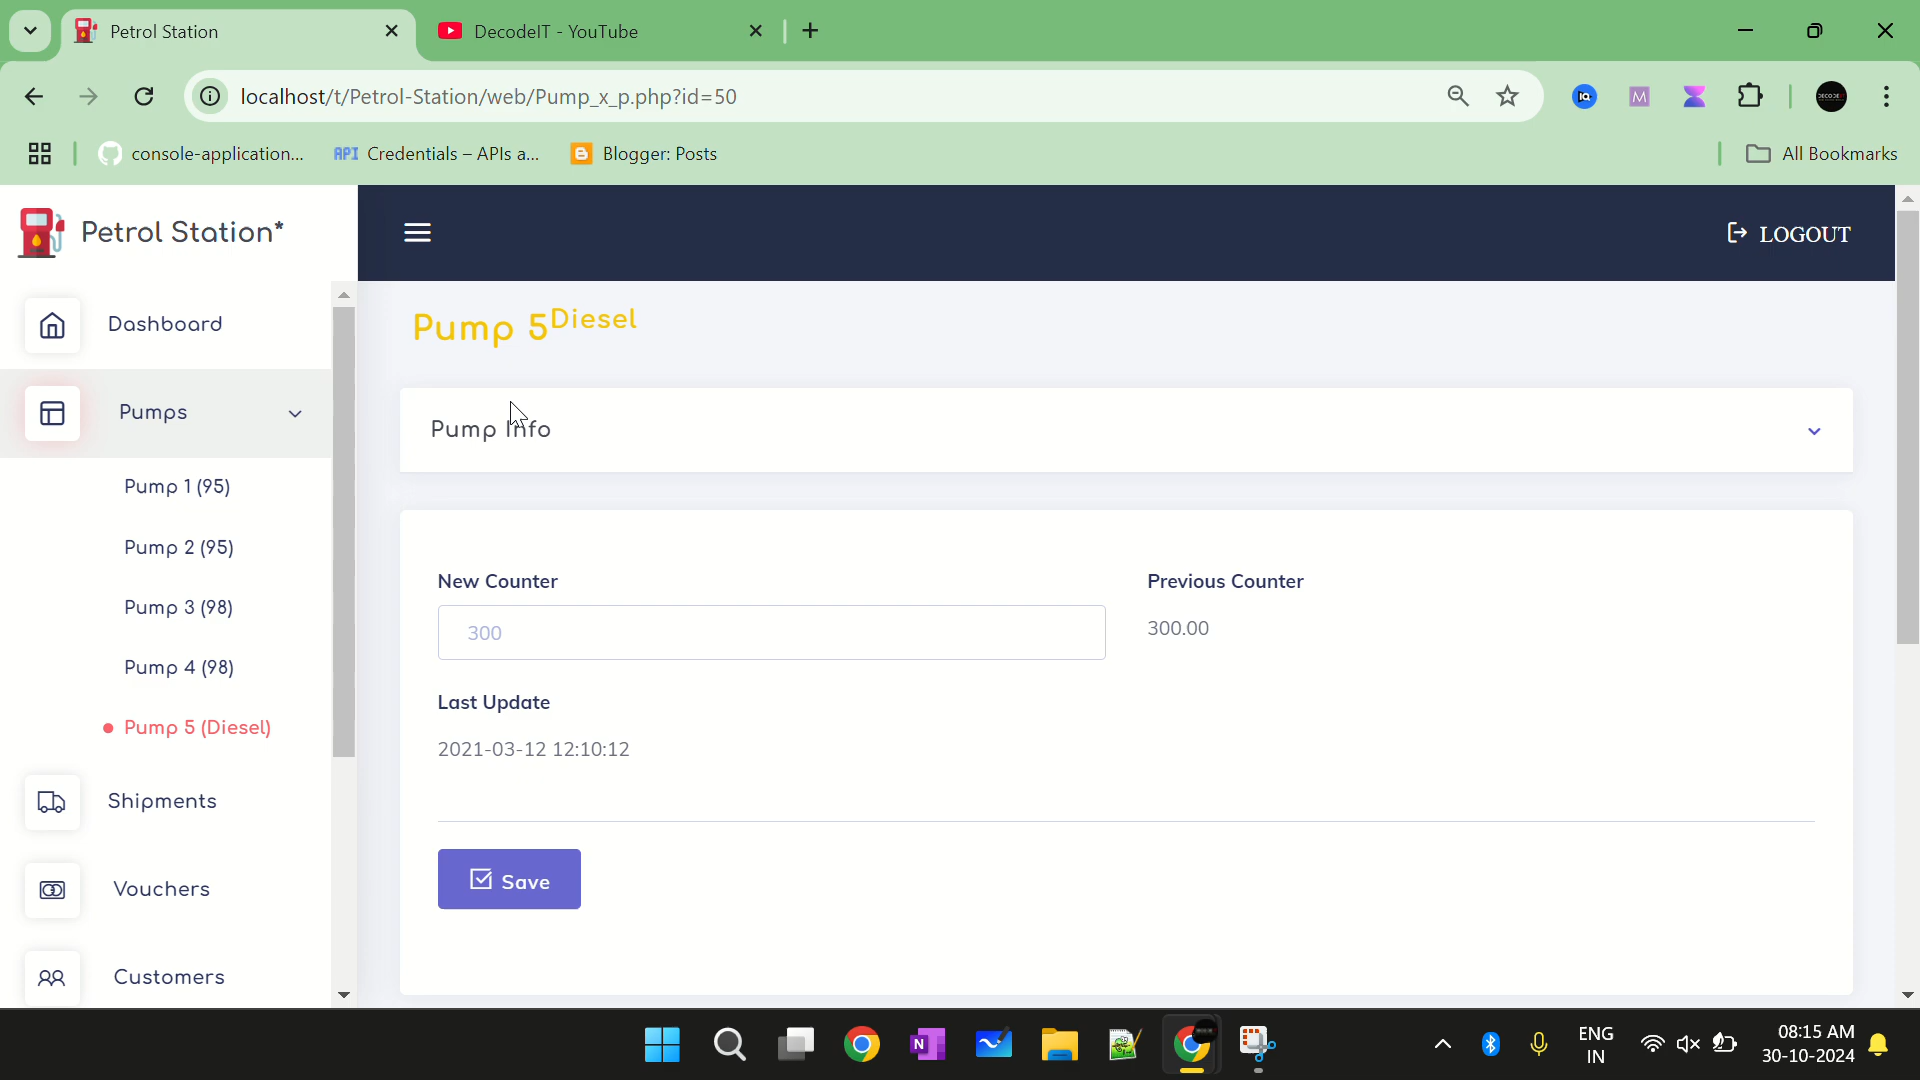 Petrol Station
DecodeIT - YouTube
localhost/t/Petrol-Station/web/Pump_x_p.php?id=50
console-application...
API Credentials – APIs a...
Blogger: Posts
All Bookmarks
Petrol Station*
LOGOUT
Dashboard
Pumps
Pump 1 (95)
Pump 2 (95)
Pump 3 (98)
Pump 4 (98)
Pump 5 (Diesel)
Shipments
Vouchers
Customers
Pump 5 Diesel
Pump Info
New Counter
300
Previous Counter
300.00
Last Update
2021-03-12 12:10:12
Save
ENG
IN
08:15 AM
30-10-2024